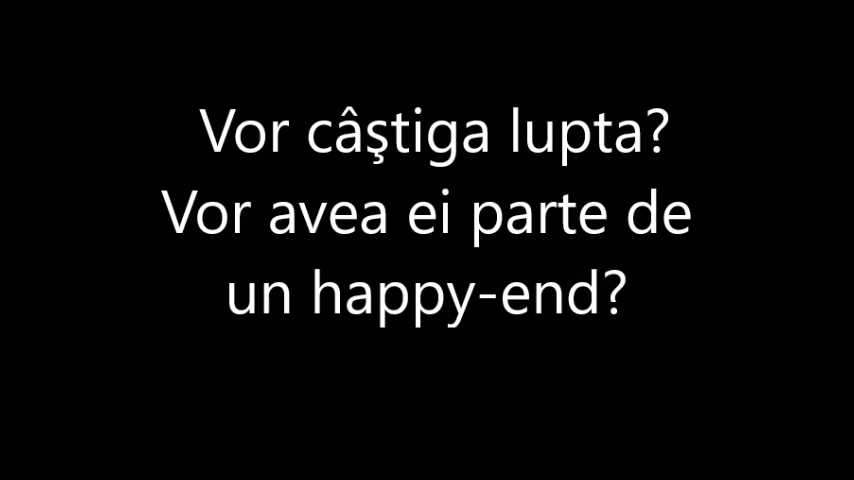 Vor câştiga lupta?
Vor avea ei parte de
un happy-end?